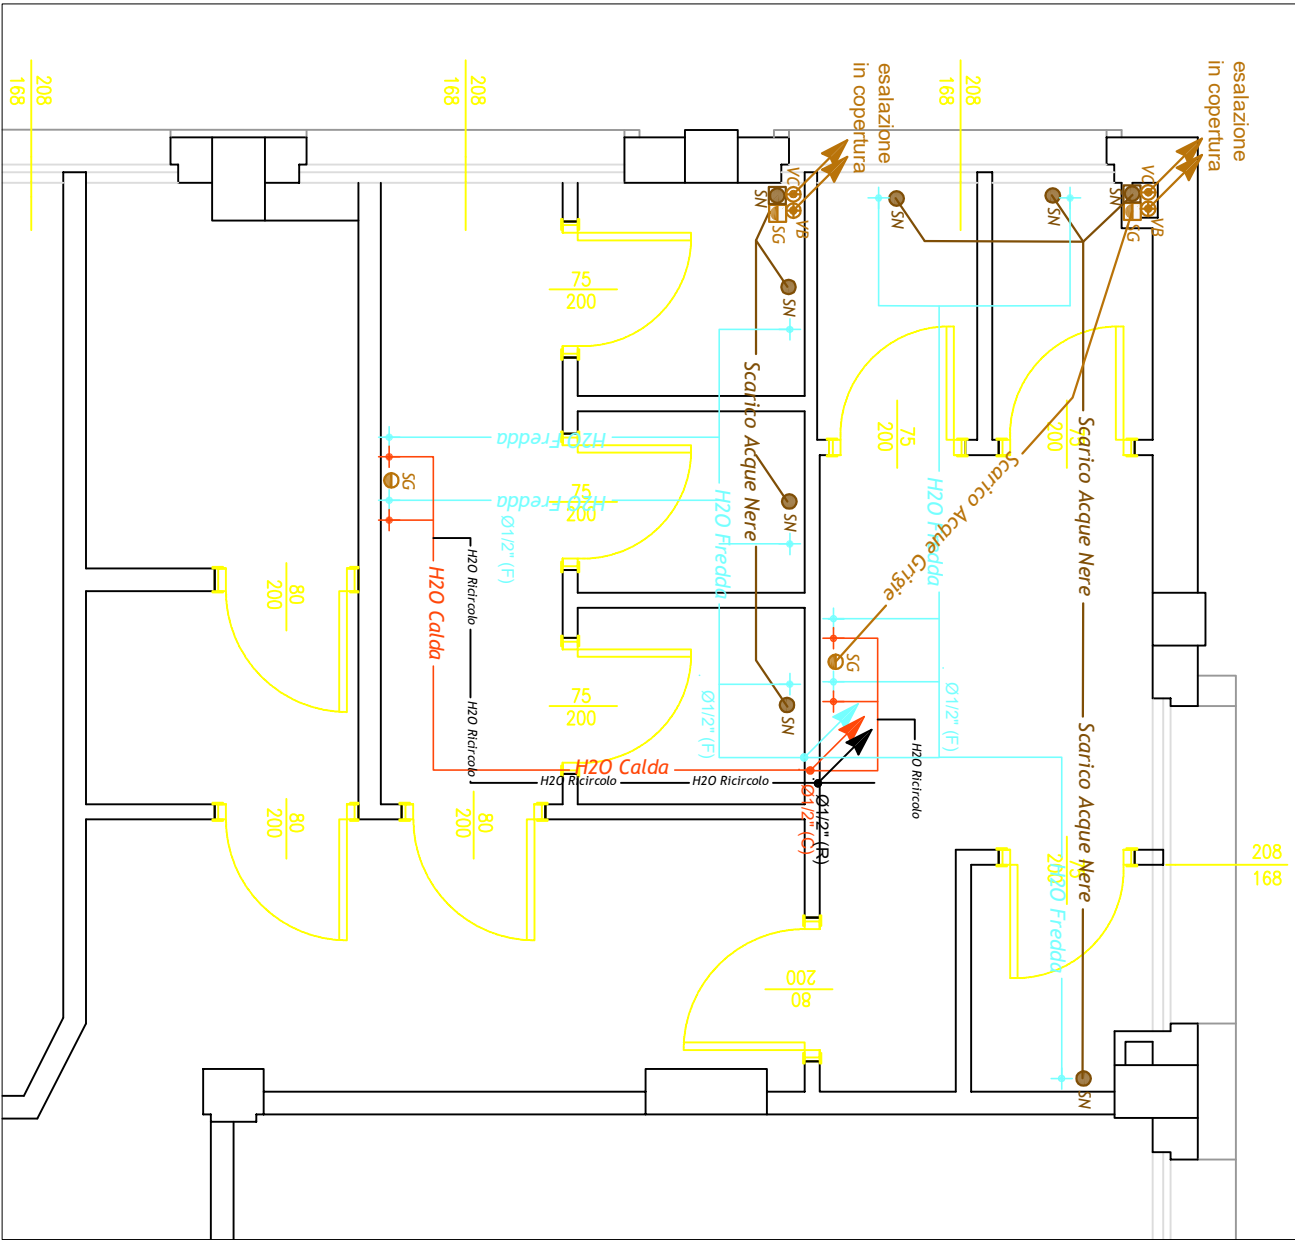 esalazione
in copertura
esalazione
in copertura
208
168
208
168
208
168
208
168
VC
SN
SG
VB
VC
SN
SG
VB
SN
SN
SN
SN
SN
SN
SG
SG
75
200
75
200
75
200
75
200
75
200
75
200
80
200
80
200
80
200
80
200
Scarico Acque Nere
Scarico Acque Nere
Scarico Acque Nere
Scarico Acque Grigie
H2O Fredda
H2O Fredda
H2O Fredda
H2O Fredda
H2O Fredda
Ø1/2" (F)
Ø1/2" (F)
Ø1/2" (F)
H2O Calda
H2O Calda
H2O Ricircolo
H2O Ricircolo
H2O Ricircolo
H2O Ricircolo
H2O Ricircolo
Ø1/2" (C)
Ø1/2" (R)